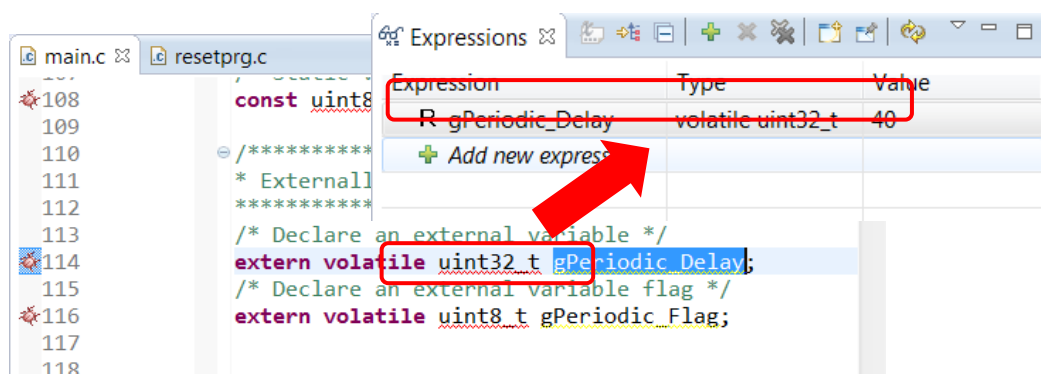 Expressions
main.c
resetprg.c
Expression Type Value
R gPeriodic_Delay volatile uint32_t 40
Add new express
108 const uint8
109
110 /***********
111 * Externall
112 ***********
113 /* Declare an external variable */
114 extern volatile uint32_t gPeriodic_Delay;
115 /* Declare an external variable flag */
116 extern volatile uint8_t gPeriodic_Flag;
117
118